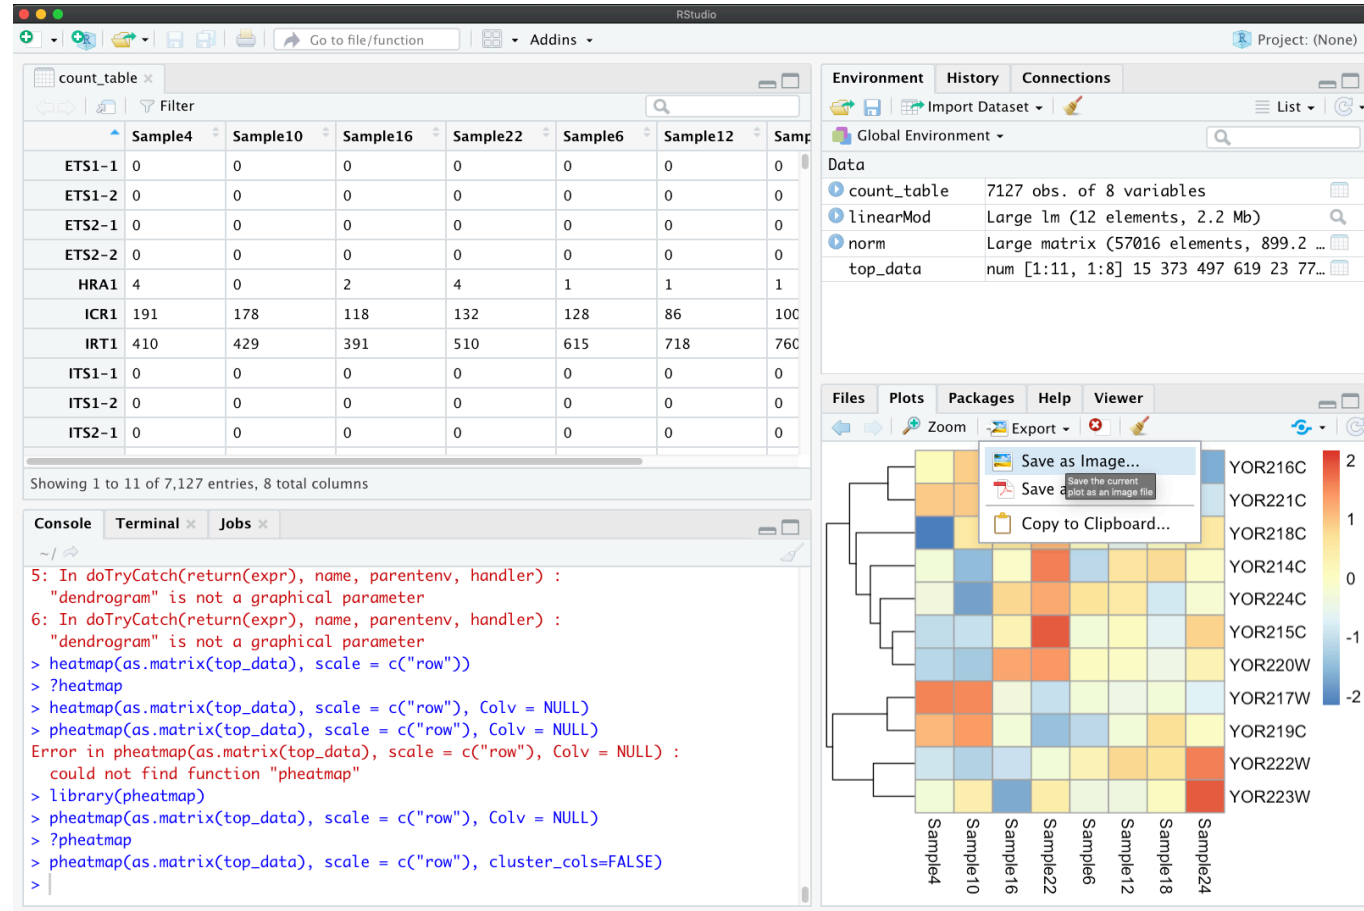 RStudio
Go to file/function
Addins
Project: (None)
count_table
Filter
Sample4 Sample10 Sample16 Sample22 Sample6 Sample12 Samp
ETS1-1 0 0 0 0 0 0 0
ETS1-2 0 0 0 0 0 0 0
ETS2-1 0 0 0 0 0 0 0
ETS2-2 0 0 0 0 0 0 0
HRA1 4 0 2 4 1 1 1
ICR1 191 178 118 132 128 86 100
IRT1 410 429 391 510 615 718 760
ITS1-1 0 0 0 0 0 0 0
ITS1-2 0 0 0 0 0 0 0
ITS2-1 0 0 0 0 0 0 0
Showing 1 to 11 of 7,127 entries, 8 total columns
Console Terminal Jobs
~/
5: In doTryCatch(return(expr), name, parentenv, handler) :
"dendrogram" is not a graphical parameter
6: In doTryCatch(return(expr), name, parentenv, handler) :
"dendrogram" is not a graphical parameter
> heatmap(as.matrix(top_data), scale = c("row"))
> ?heatmap
> heatmap(as.matrix(top_data), scale = c("row"), Colv = NULL)
> pheatmap(as.matrix(top_data), scale = c("row"), Colv = NULL)
Error in pheatmap(as.matrix(top_data), scale = c("row"), Colv = NULL) :
could not find function "pheatmap"
> library(pheatmap)
> pheatmap(as.matrix(top_data), scale = c("row"), Colv = NULL)
> ?pheatmap
> pheatmap(as.matrix(top_data), scale = c("row"), cluster_cols=FALSE)
>
Environment History Connections
Import Dataset
List
Global Environment
Data
count_table 7127 obs. of 8 variables
linearMod Large lm (12 elements, 2.2 Mb)
norm Large matrix (57016 elements, 899.2 …
top_data num [1:11, 1:8] 15 373 497 619 23 77…
Files Plots Packages Help Viewer
Zoom Export
Save as Image...
Save a
Save the current
plot as an image file
Copy to Clipboard...
YOR216C
YOR221C
YOR218C
YOR214C
YOR224C
YOR215C
YOR220W
YOR217W
YOR219C
YOR222W
YOR223W
2
1
0
-1
-2
Sample4
Sample10
Sample16
Sample22
Sample6
Sample12
Sample18
Sample24